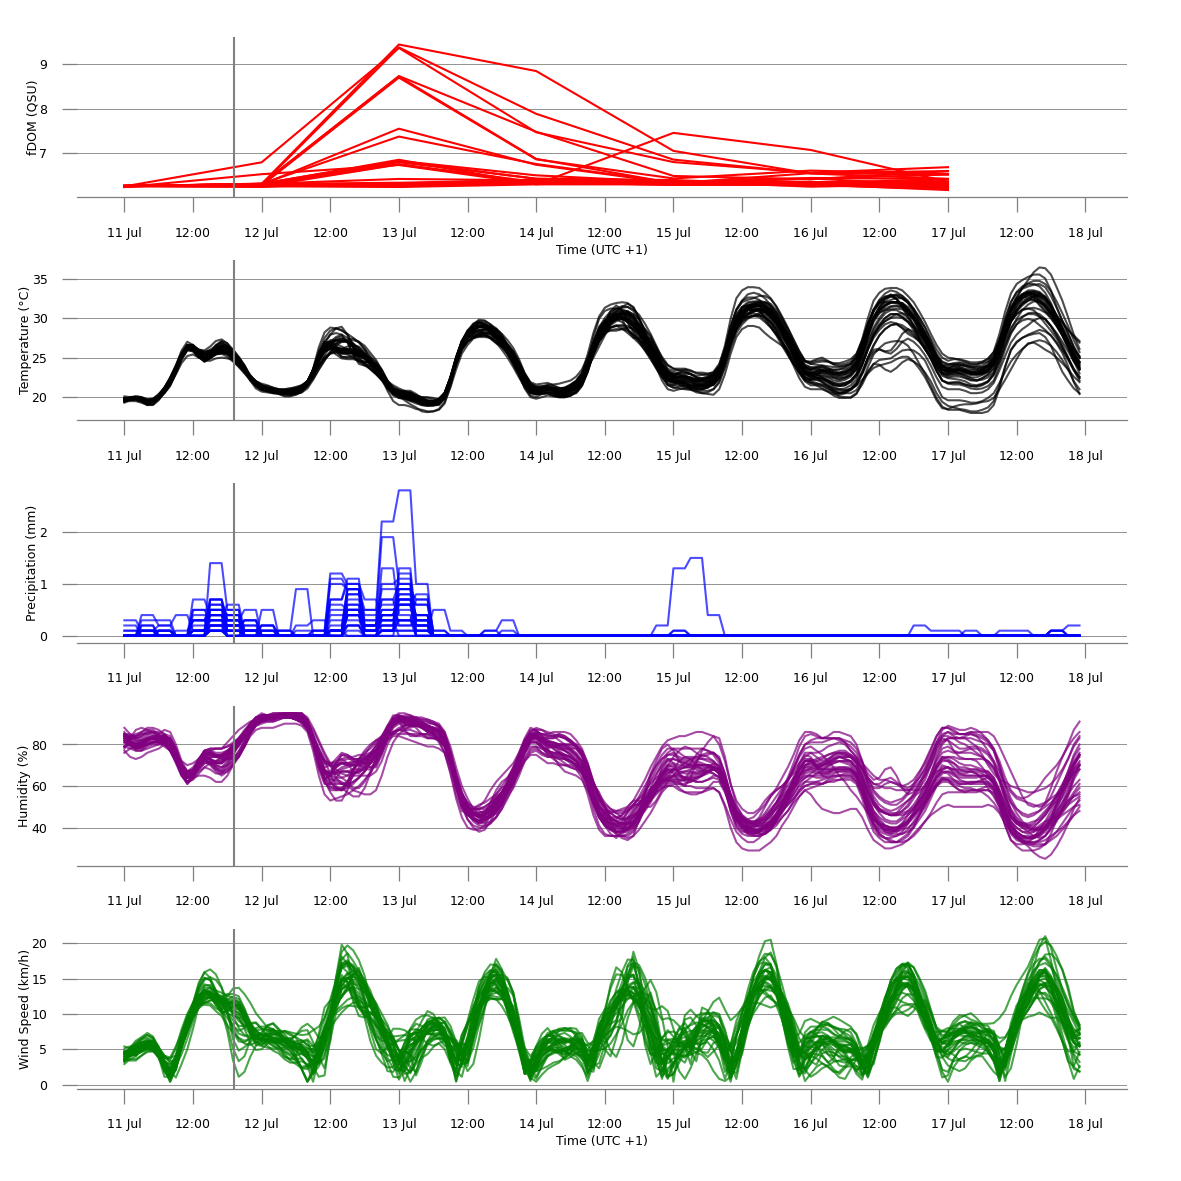 fDOM (QSU)
9
8
7
11 Jul 12:00 12 Jul 12:00 13 Jul 12:00 14 Jul 12:00 15 Jul 12:00 16 Jul 12:00 17 Jul 12:00 18 Jul
Time (UTC +1)
Temperature (°C)
35
30
25
20
11 Jul 12:00 12 Jul 12:00 13 Jul 12:00 14 Jul 12:00 15 Jul 12:00 16 Jul 12:00 17 Jul 12:00 18 Jul
Precipitation (mm)
2
1
0
11 Jul 12:00 12 Jul 12:00 13 Jul 12:00 14 Jul 12:00 15 Jul 12:00 16 Jul 12:00 17 Jul 12:00 18 Jul
Humidity (%)
80
60
40
11 Jul 12:00 12 Jul 12:00 13 Jul 12:00 14 Jul 12:00 15 Jul 12:00 16 Jul 12:00 17 Jul 12:00 18 Jul
Wind Speed (km/h)
20
15
10
5
0
11 Jul 12:00 12 Jul 12:00 13 Jul 12:00 14 Jul 12:00 15 Jul 12:00 16 Jul 12:00 17 Jul 12:00 18 Jul
Time (UTC +1)